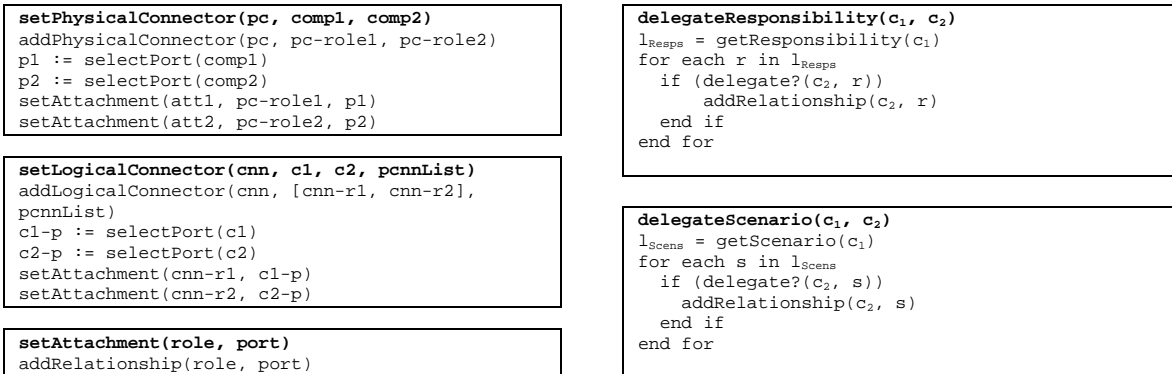 setPhysicalConnector(pc, comp1, comp2)
addPhysicalConnector(pc, pc-role1, pc-role2)
p1 := selectPort(comp1)
p2 := selectPort(comp2)
setAttachment(att1, pc-role1, p1)
setAttachment(att2, pc-role2, p2)
setLogicalConnector(cnn, c1, c2, pcnnList)
addLogicalConnector(cnn, [cnn-r1, cnn-r2],
pcnnList)
c1-p := selectPort(c1)
c2-p := selectPort(c2)
setAttachment(cnn-r1, c1-p)
setAttachment(cnn-r2, c2-p)
setAttachment(role, port)
addRelationship(role, port)
delegateResponsibility(c₁, c₂)
l_Resps = getResponsibility(c₁)
for each r in l_Resps
if (delegate?(c₂, r))
addRelationship(c₂, r)
end if
end for
delegateScenario(c₁, c₂)
l_Scens = getScenario(c₁)
for each s in l_Scens
if (delegate?(c₂, s))
addRelationship(c₂, s)
end if
end for